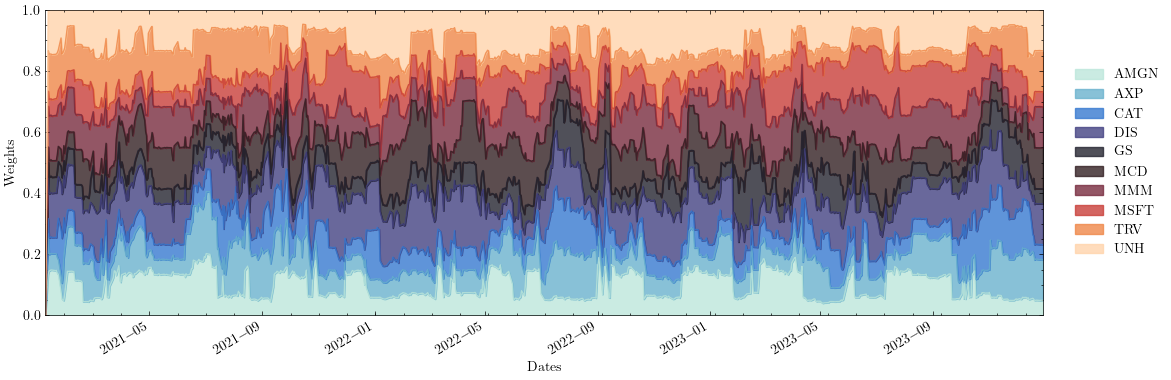 1.0
0.8
0.6
0.4
0.2
0.0
Weights
2021−05
2021−09
2022−01
2022−05
2022−09
2023−01
2023−05
2023−09
Dates
AMGN
AXP
CAT
DIS
GS
MCD
MMM
MSFT
TRV
UNH